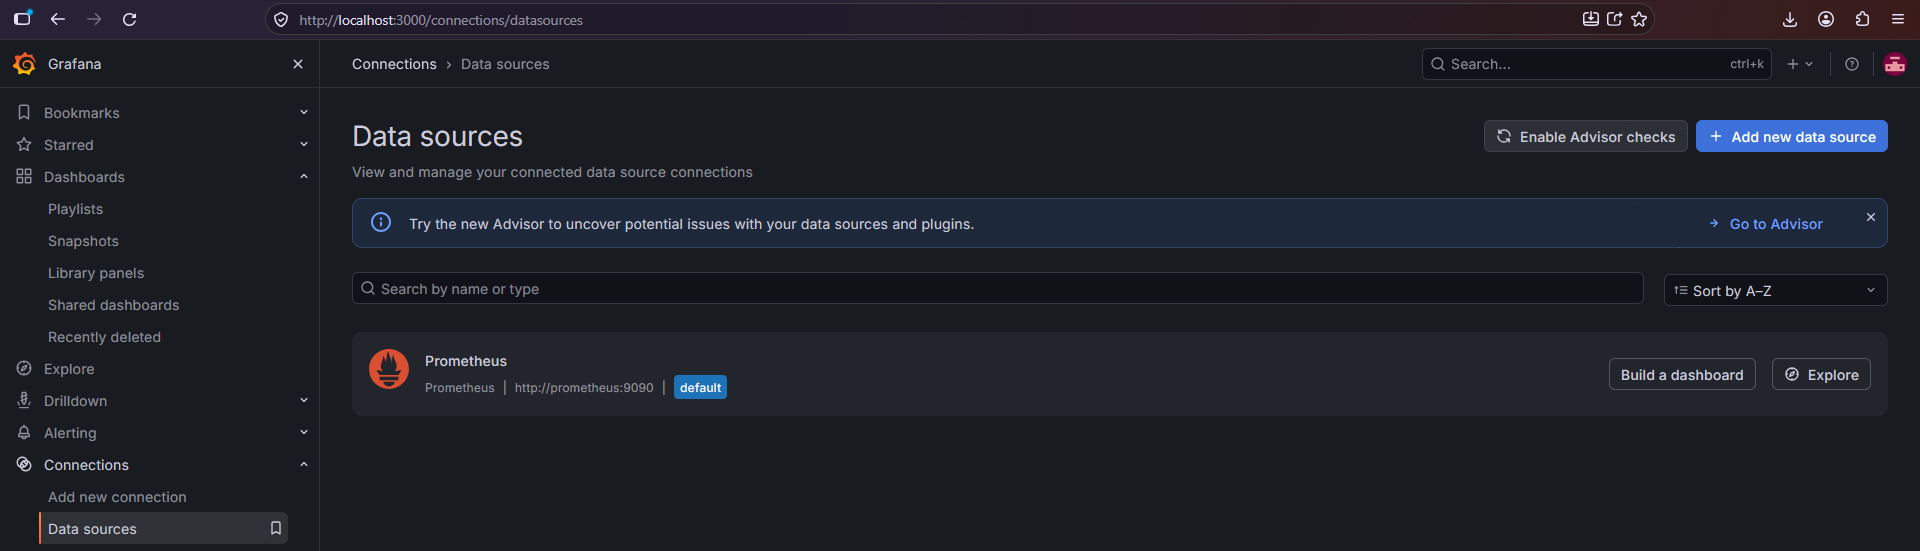 http://localhost:3000/connections/datasources
Grafana
Connections › Data sources
Search...
ctrl+k
Bookmarks
Starred
Dashboards
Playlists
Snapshots
Library panels
Shared dashboards
Recently deleted
Explore
Drilldown
Alerting
Connections
Add new connection
Data sources
Data sources
Enable Advisor checks
Add new data source
View and manage your connected data source connections
Try the new Advisor to uncover potential issues with your data sources and plugins.
Go to Advisor
Search by name or type
Sort by A–Z
Prometheus
Prometheus | http://prometheus:9090 | default
Build a dashboard
Explore